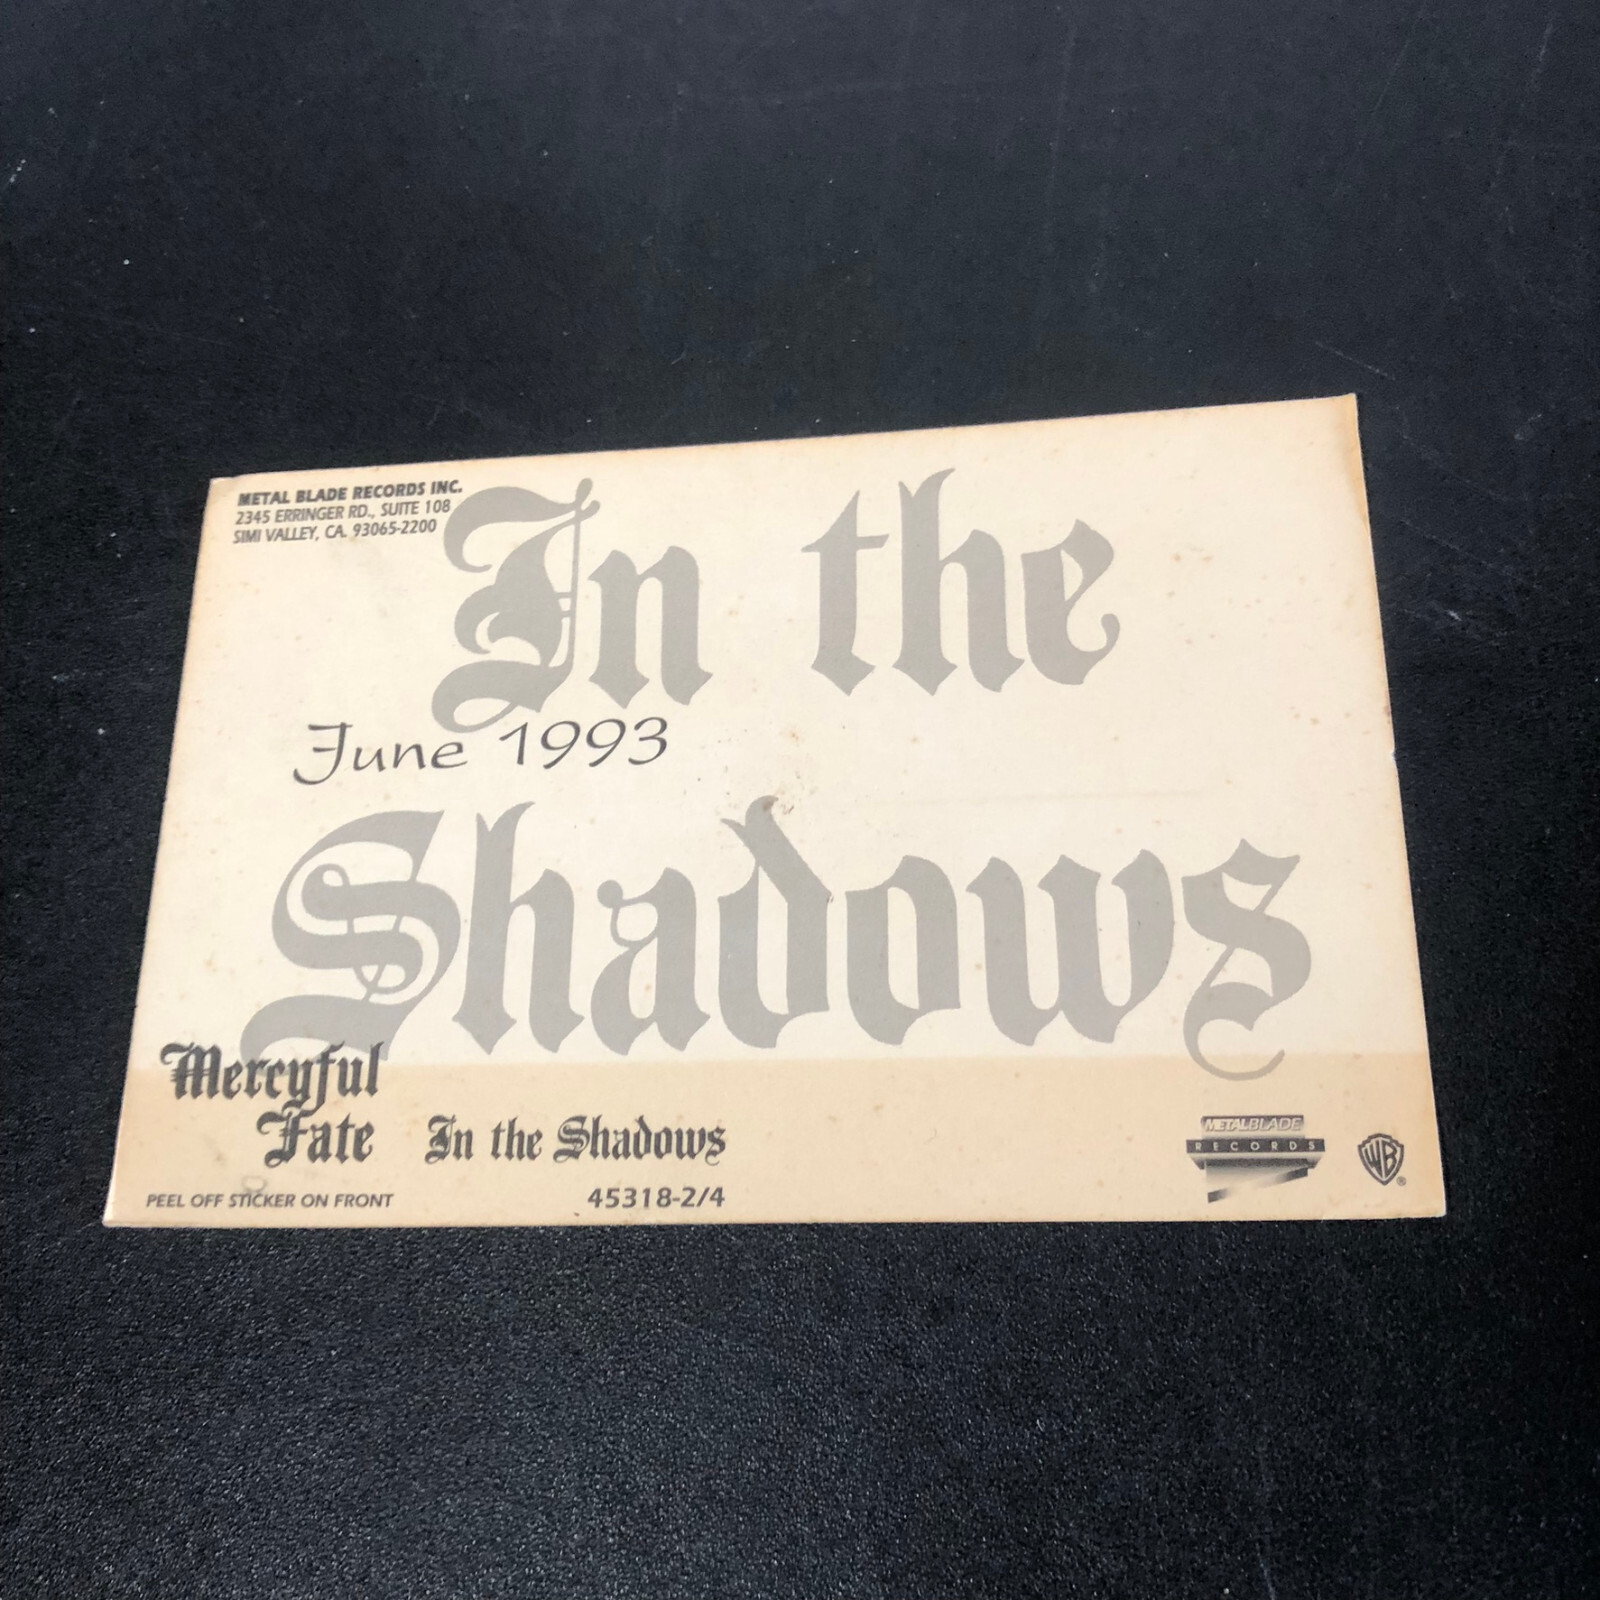 METAL BLADE RECORDS INC.
2345 ERRINGER RD., SUITE 108
SIMI VALLEY, CA. 93065-2200
In the
June 1993
Shadows
Mercyful
Fate
In the Shadows
PEEL OFF STICKER ON FRONT
45318-2/4
METALBLADE
RECORDS
WB®